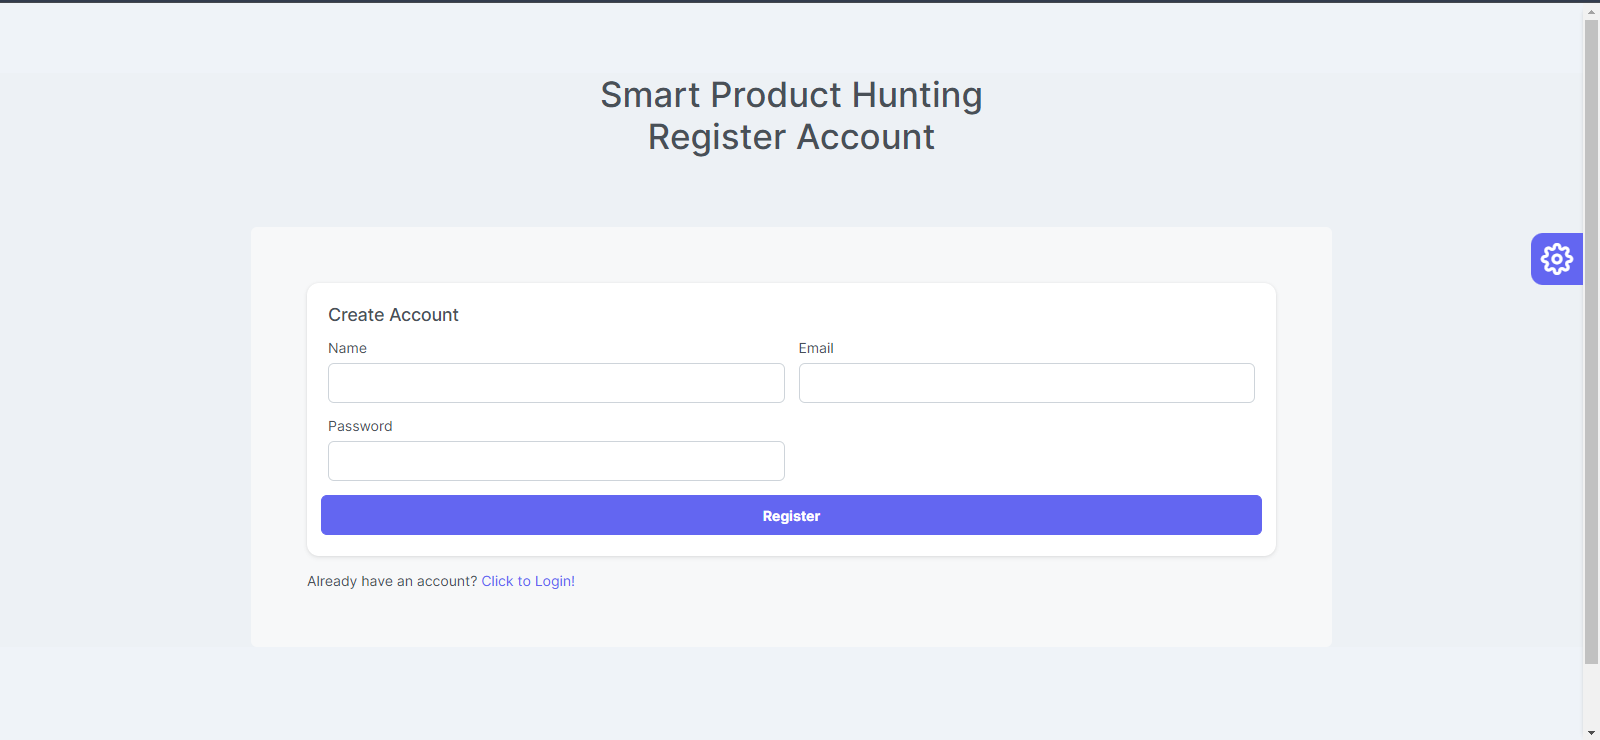 Smart Product Hunting
Register Account
Create Account
Name
Email
Password
Register
Already have an account? Click to Login!